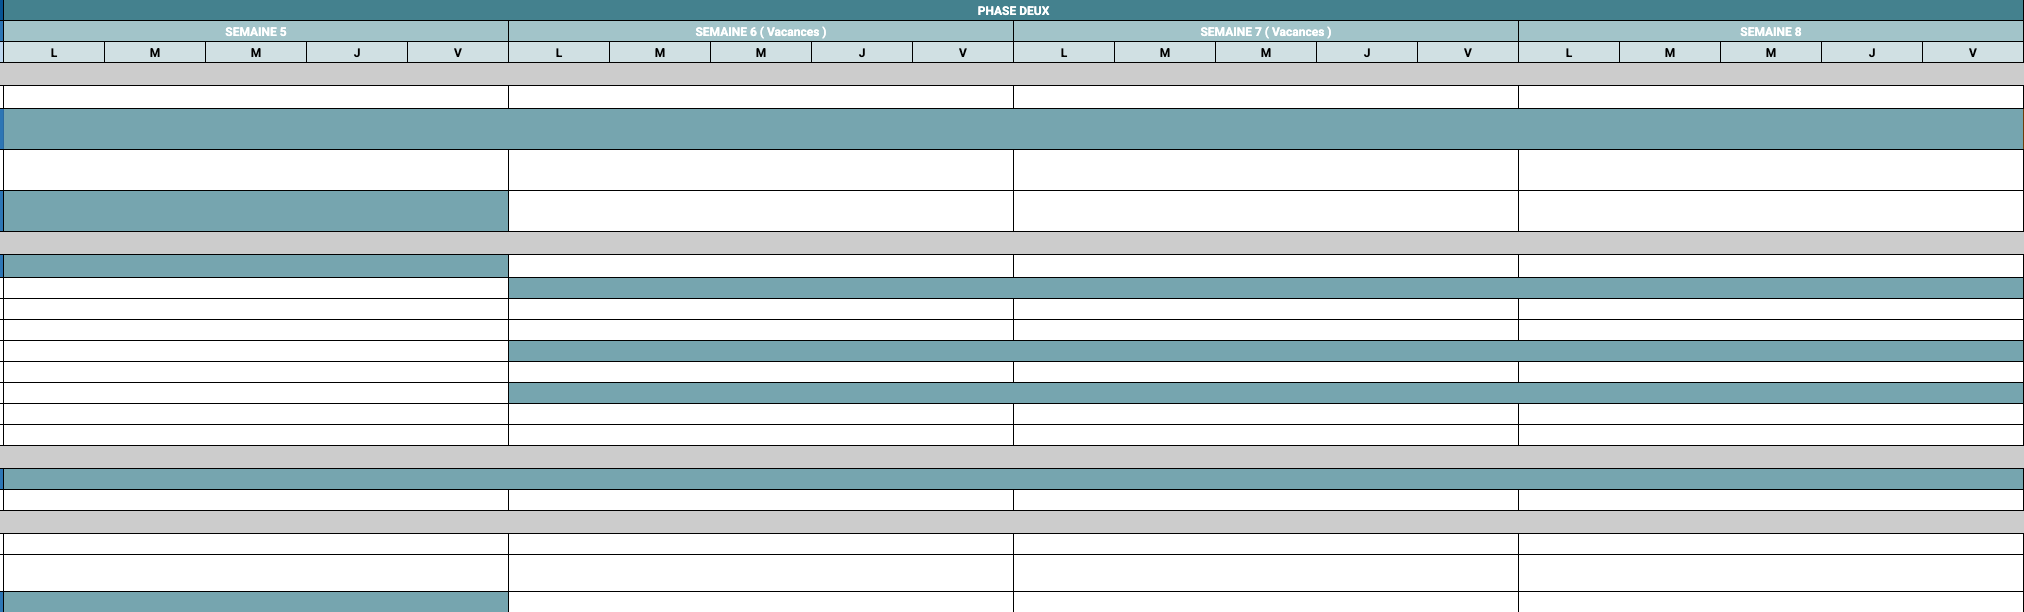 PHASE DEUX
SEMAINE 5 SEMAINE 6 ( Vacances ) SEMAINE 7 ( Vacances ) SEMAINE 8
L M M J V L M M J V L M M J V L M M J V